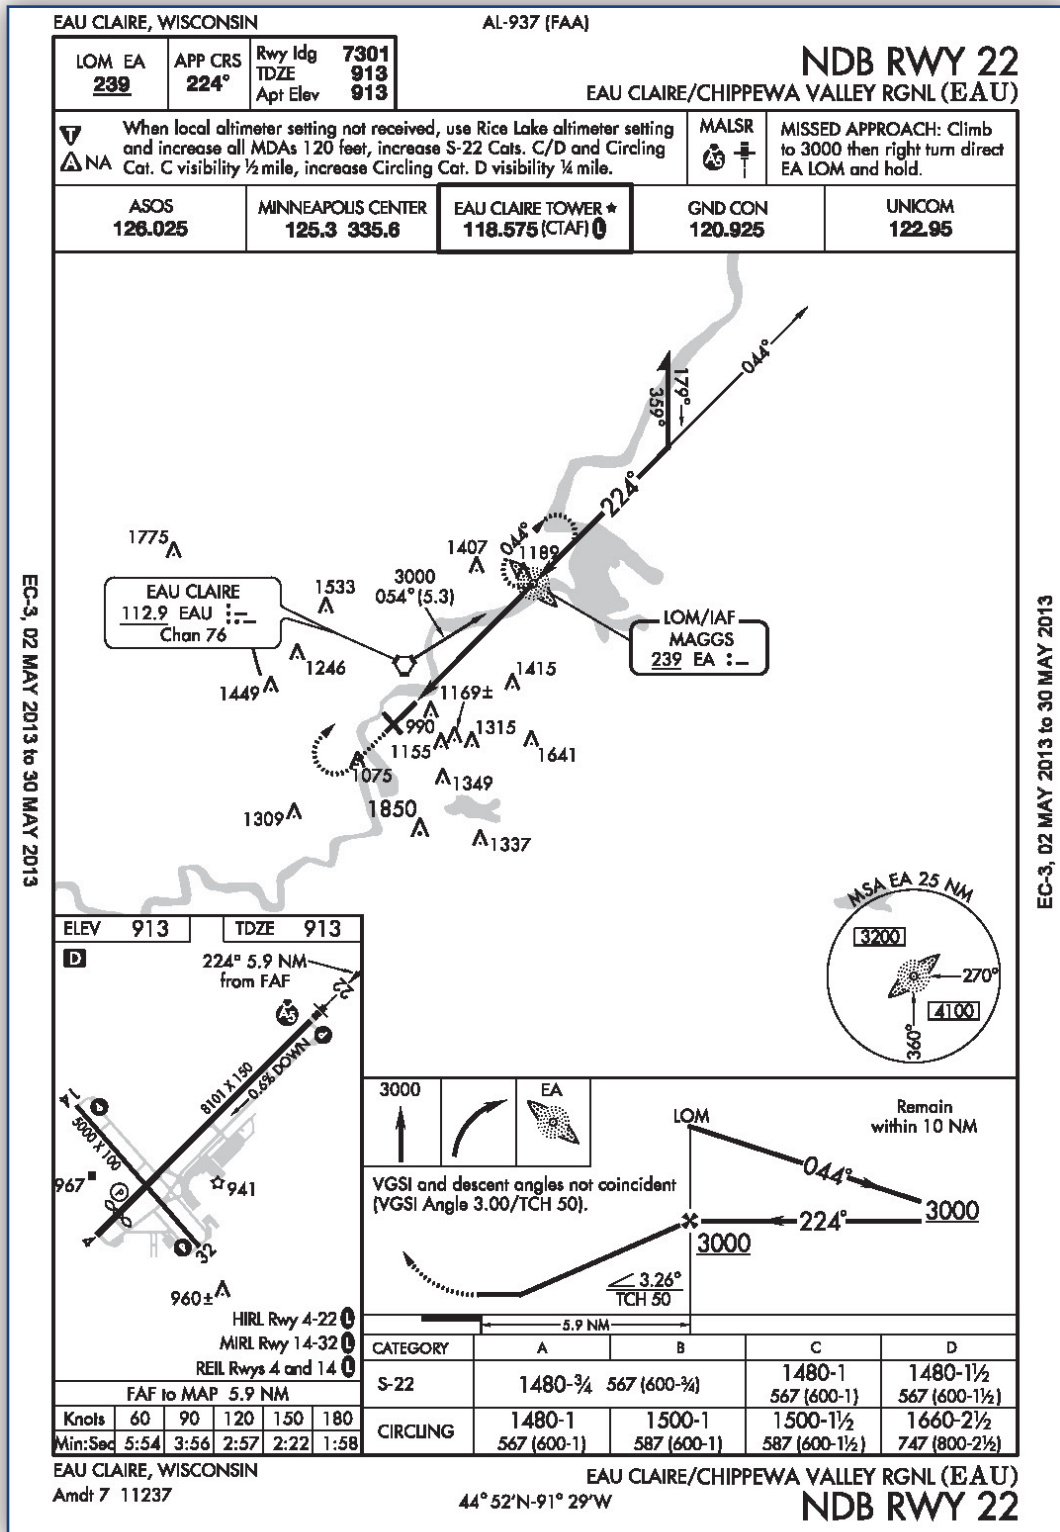 EAU CLAIRE, WISCONSIN
AL-937 (FAA)
LOM EA
239
APP CRS
224°
Rwy ldg 7301
TDZE 913
Apt Elev 913
NDB RWY 22
EAU CLAIRE/CHIPPEWA VALLEY RGNL (EAU)
T
A NA
When local altimeter setting not received, use Rice Lake altimeter setting
and increase all MDAs 120 feet, increase S-22 Cats. C/D and Circling
Cat. C visibility ½ mile, increase Circling Cat. D visibility ¼ mile.
MALSR
A5
MISSED APPROACH: Climb
to 3000 then right turn direct
EA LOM and hold.
ASOS
126.025
MINNEAPOLIS CENTER
125.3 335.6
EAU CLAIRE TOWER ★
118.575 (CTAF) L
GND CON
120.925
UNICOM
122.95
044°
179°
359°
224°
044°
1775
1407
1189
3000
054° (5.3)
1533
EAU CLAIRE
112.9 EAU
Chan 76
LOM/IAF
MAGGS
239 EA
1246
1449
1415
1169±
990
1155
1315
1641
1075
1349
1309
1850
1337
EC-3, 02 MAY 2013 to 30 MAY 2013
EC-3, 02 MAY 2013 to 30 MAY 2013
MSA EA 25 NM
3200
270°
4100
360°
ELEV 913
TDZE 913
D
224° 5.9 NM
from FAF
22
A5
8101 X 150
0.6% DOWN
14
5000 X 100
967
P
941
4
32
960±
HIRL Rwy 4-22 L
MIRL Rwy 14-32 L
REIL Rwys 4 and 14 L
FAF to MAP 5.9 NM
Knots 60 90 120 150 180
Min:Sec 5:54 3:56 2:57 2:22 1:58
3000
EA
VGSI and descent angles not coincident
(VGSI Angle 3.00/TCH 50).
LOM
Remain
within 10 NM
044°
3000
224°
3000
3.26°
TCH 50
5.9 NM
CATEGORY A B C D
S-22 1480-¾ 567 (600-¾) 1480-1 567 (600-1) 1480-1½ 567 (600-1½)
CIRCLING 1480-1 567 (600-1) 1500-1 587 (600-1) 1500-1½ 587 (600-1½) 1660-2½ 747 (800-2½)
EAU CLAIRE, WISCONSIN
Amdt 7 11237
44° 52'N-91° 29'W
EAU CLAIRE/CHIPPEWA VALLEY RGNL (EAU)
NDB RWY 22